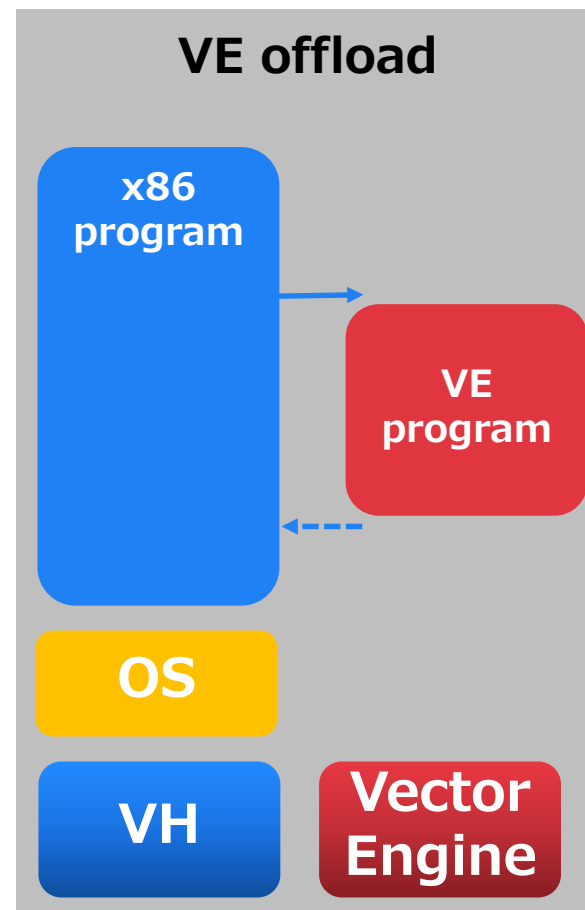 VE offload
x86
program
VE
program
OS
VH
Vector
Engine